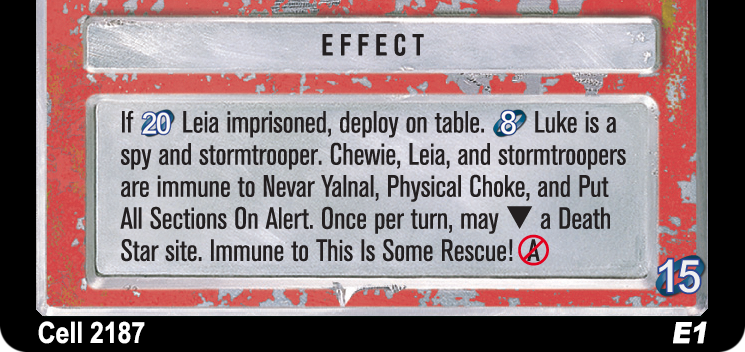 EFFECT
If 20 Leia imprisoned, deploy on table. 8 Luke is a
spy and stormtrooper. Chewie, Leia, and stormtroopers
are immune to Nevar Yalnal, Physical Choke, and Put
All Sections On Alert. Once per turn, may ▼ a Death
Star site. Immune to This Is Some Rescue! A
15
Cell 2187 E1